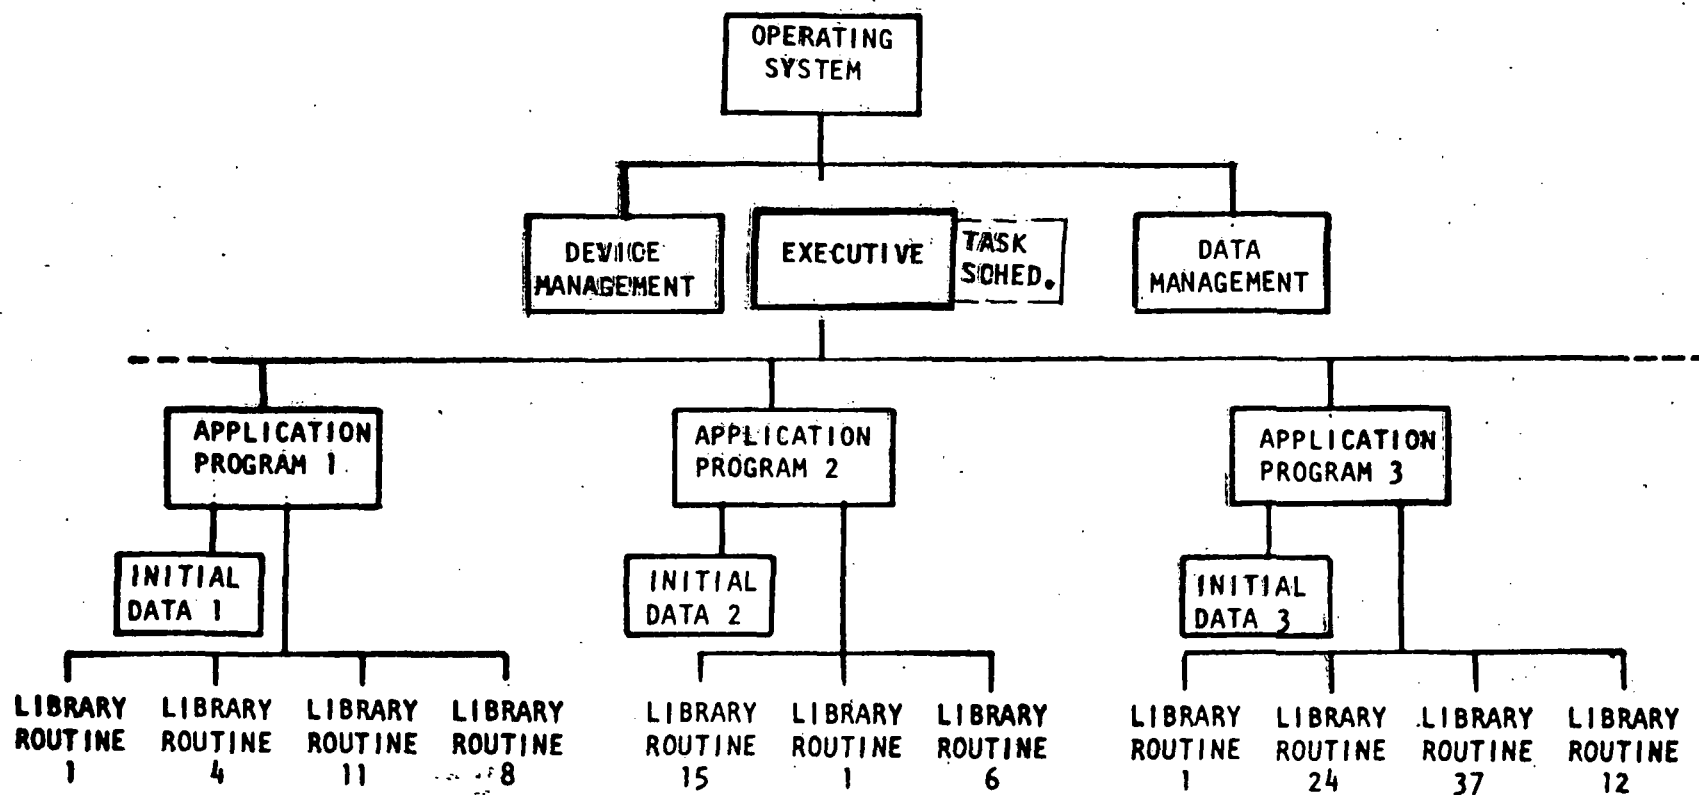 OPERATING
SYSTEM
DEVICE
MANAGEMENT
EXECUTIVE
TASK
SCHED.
DATA
MANAGEMENT
APPLICATION
PROGRAM 1
APPLICATION
PROGRAM 2
APPLICATION
PROGRAM 3
INITIAL
DATA 1
INITIAL
DATA 2
INITIAL
DATA 3
LIBRARY
ROUTINE
1
LIBRARY
ROUTINE
4
LIBRARY
ROUTINE
11
LIBRARY
ROUTINE
8
LIBRARY
ROUTINE
15
LIBRARY
ROUTINE
1
LIBRARY
ROUTINE
6
LIBRARY
ROUTINE
1
LIBRARY
ROUTINE
24
LIBRARY
ROUTINE
37
LIBRARY
ROUTINE
12